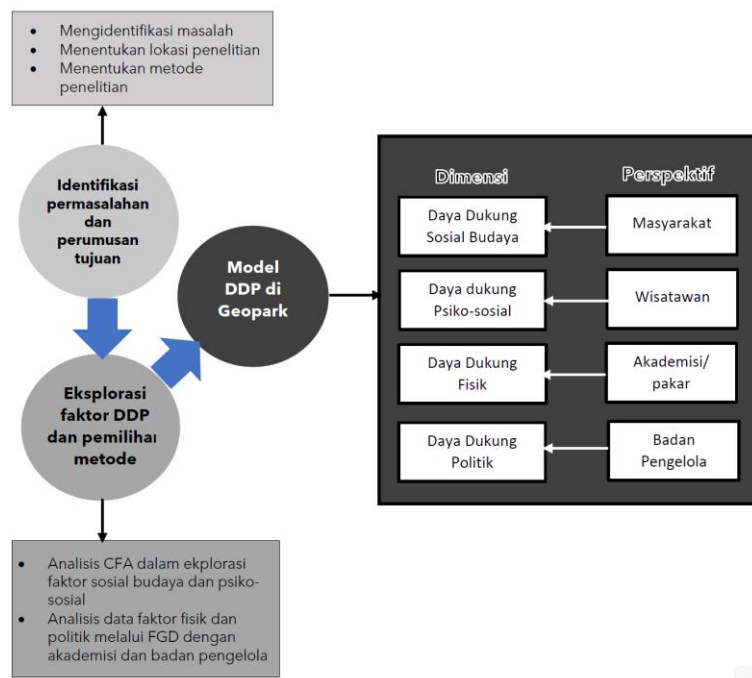 • Mengidentifikasi masalah
• Menentukan lokasi penelitian
• Menentukan metode
penelitian
Identifikasi
permasalahan
dan
perumusan
tujuan
Eksplorasi
faktor DDP
dan pemilihan
metode
• Analisis CFA dalam ekplorasi
faktor sosial budaya dan psiko-
sosial
• Analisis data faktor fisik dan
politik melalui FGD dengan
akademisi dan badan pengelola
Model
DDP di
Geopark
Dimensi
Perspektif
Daya Dukung
Sosial Budaya
Masyarakat
Daya dukung
Psiko-sosial
Wisatawan
Daya Dukung
Fisik
Akademisi/
pakar
Daya Dukung
Politik
Badan
Pengelola